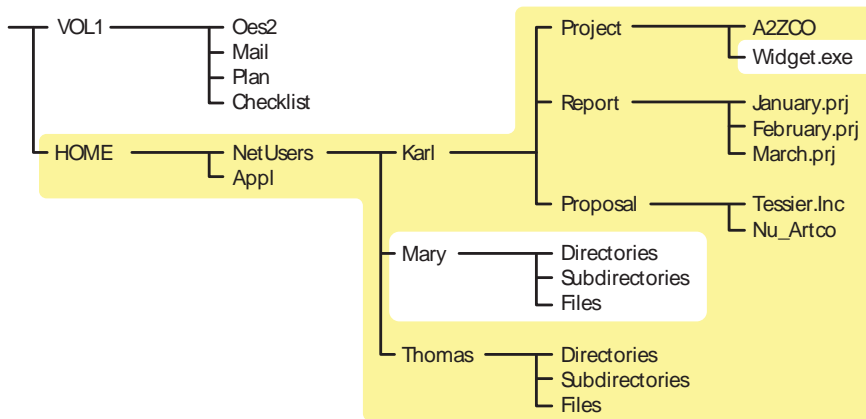 VOL1
Oes2
Mail
Plan
Checklist
HOME
NetUsers
Appl
Karl
Project
A2ZCO
Widget.exe
Report
January.prj
February.prj
March.prj
Proposal
Tessier.Inc
Nu_Artco
Mary
Directories
Subdirectories
Files
Thomas
Directories
Subdirectories
Files